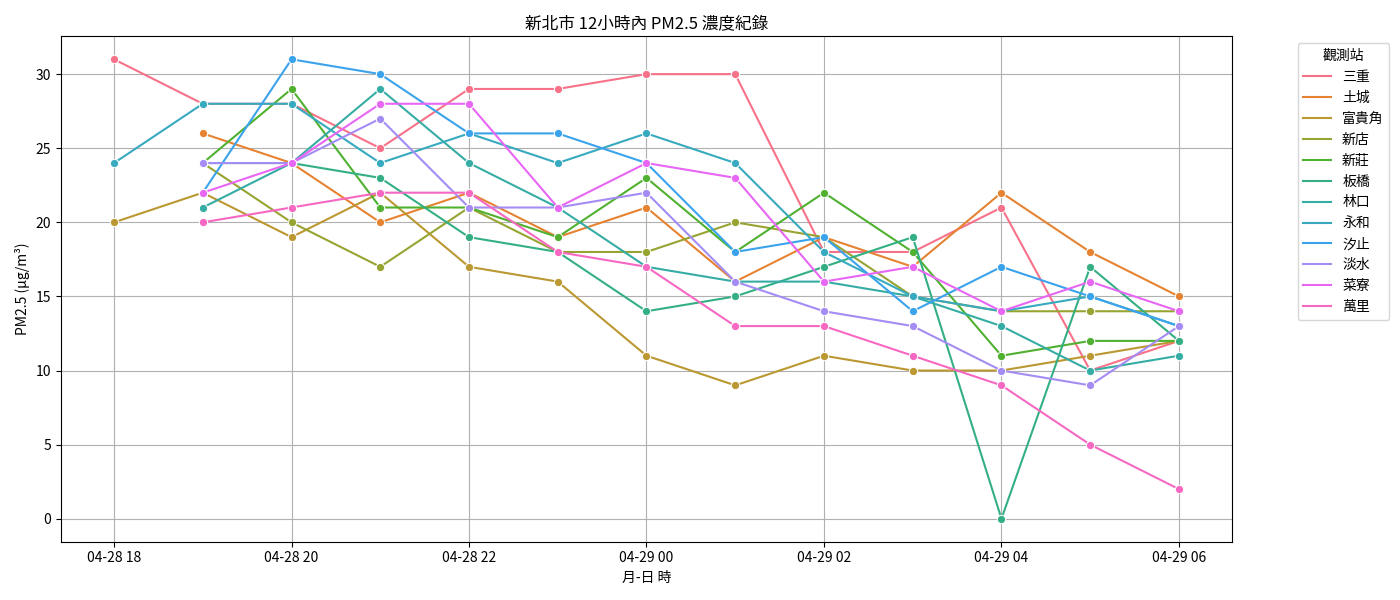 新北市 12小時內 PM2.5 濃度紀錄
PM2.5 (μg/m³)
30
25
20
15
10
5
0
04-28 18
04-28 20
04-28 22
04-29 00
04-29 02
04-29 04
04-29 06
月-日 時
觀測站
三重
土城
富貴角
新店
新莊
板橋
林口
永和
汐止
淡水
菜寮
萬里